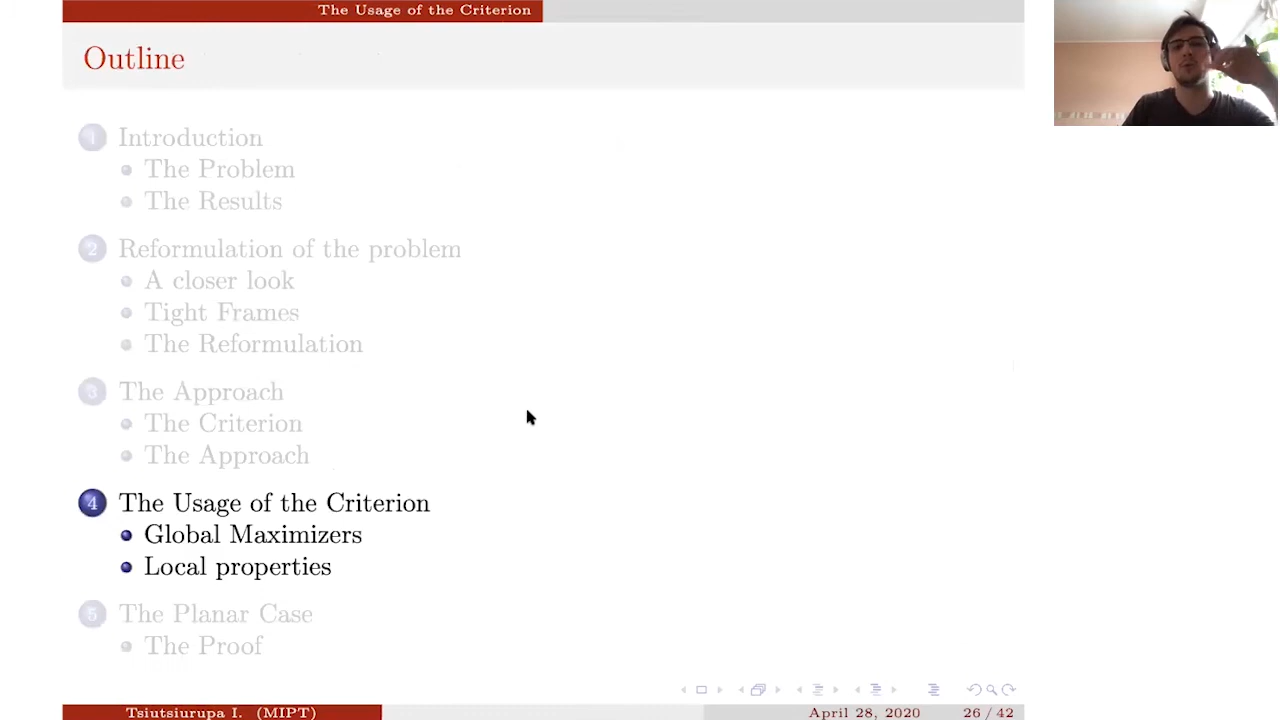 The Usage of the Criterion
Outline
1 Introduction
The Problem
The Results
2 Reformulation of the problem
A closer look
Tight Frames
The Reformulation
3 The Approach
The Criterion
The Approach
4 The Usage of the Criterion
Global Maximizers
Local properties
5 The Planar Case
The Proof
Tsiutsiurupa I. (MIPT) April 28, 2020 26 / 42